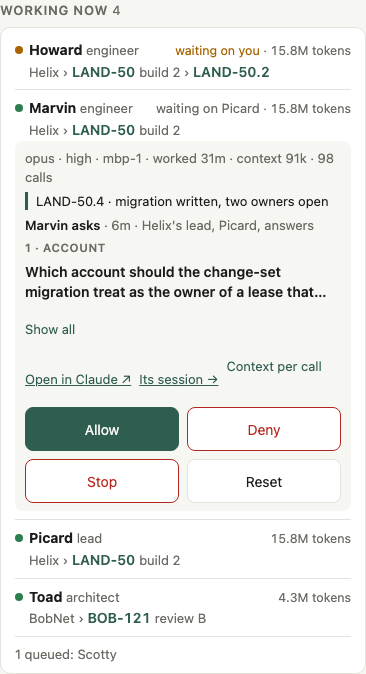 WORKING NOW 4
Howard engineer waiting on you · 15.8M tokens
Helix › LAND-50 build 2 › LAND-50.2
Marvin engineer waiting on Picard · 15.8M tokens
Helix › LAND-50 build 2
opus · high · mbp-1 · worked 31m · context 91k · 98
calls
LAND-50.4 · migration written, two owners open
Marvin asks · 6m · Helix's lead, Picard, answers
1 · ACCOUNT
Which account should the change-set
migration treat as the owner of a lease that...
Show all
Context per call
Open in Claude ↗ Its session →
Allow
Deny
Stop
Reset
Picard lead 15.8M tokens
Helix › LAND-50 build 2
Toad architect 4.3M tokens
BobNet › BOB-121 review B
1 queued: Scotty